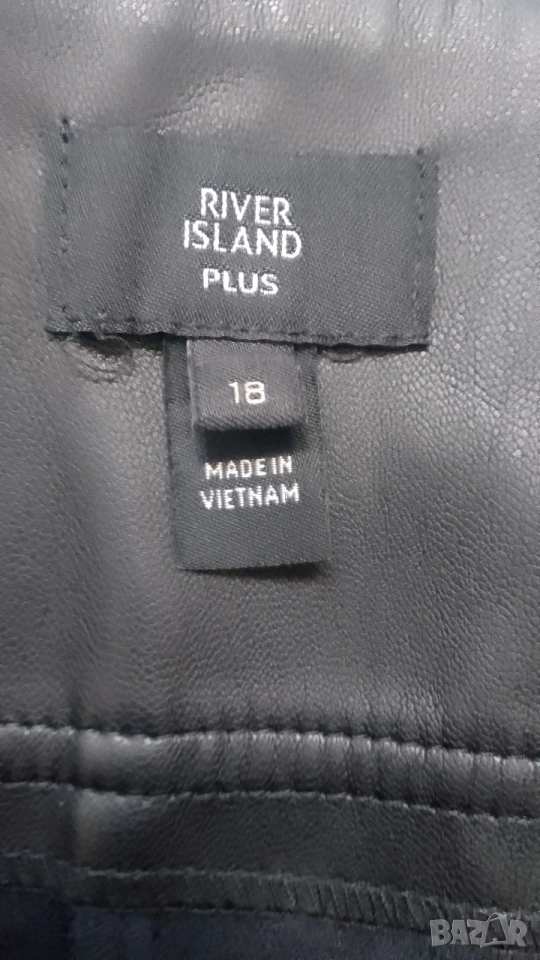 RIVER
ISLAND
PLUS
18
MADE IN
VIETNAM
BAZAR